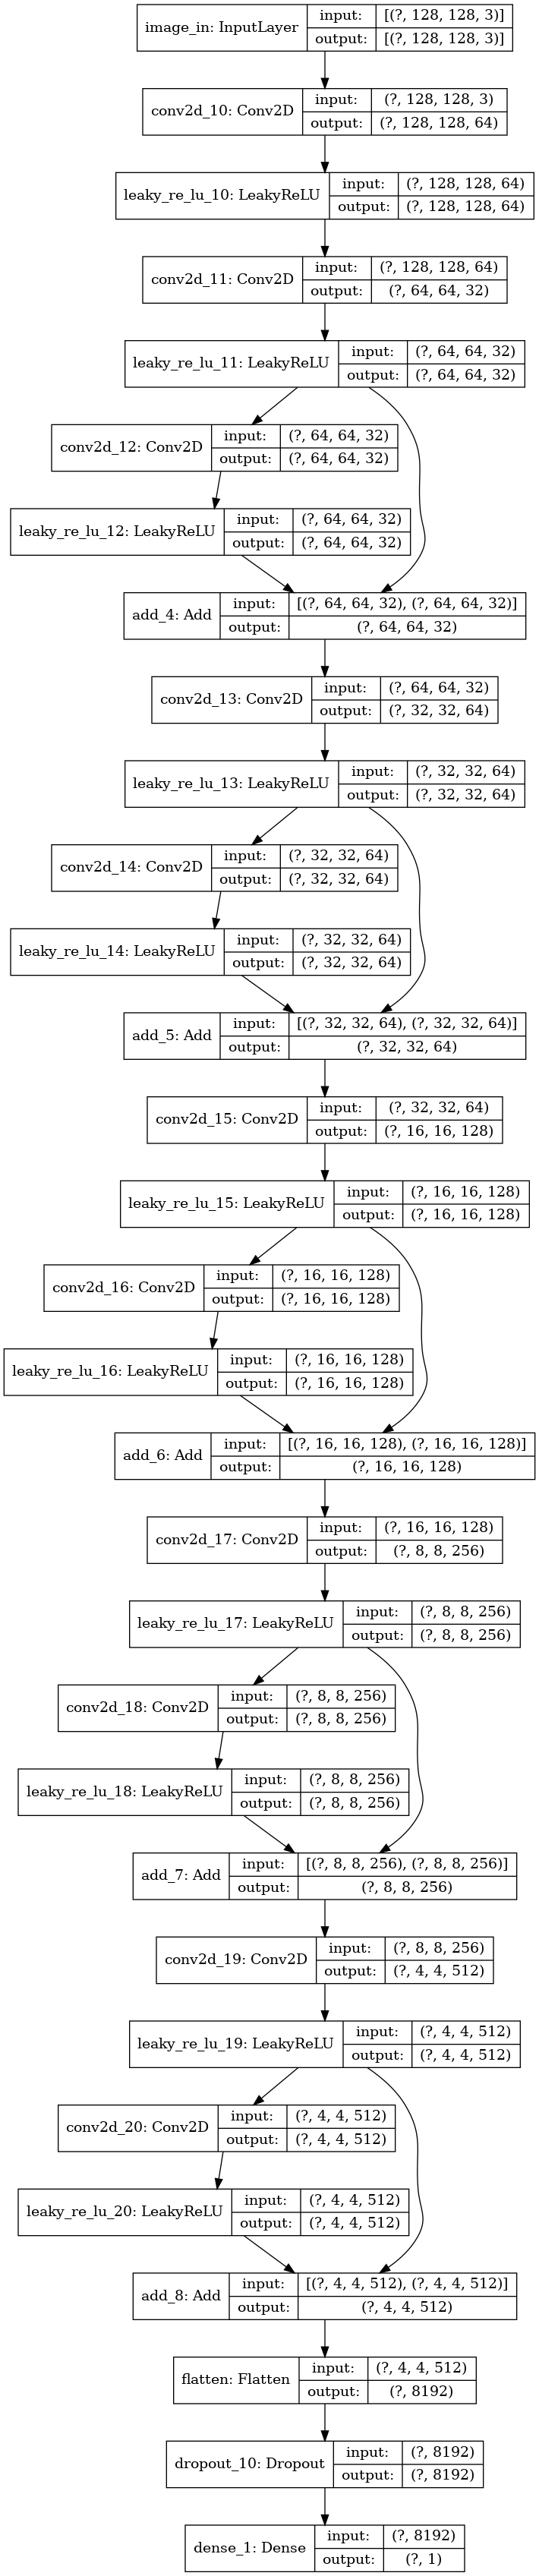 image_in: InputLayer
input: [(?, 128, 128, 3)]
output: [(?, 128, 128, 3)]
conv2d_10: Conv2D
input: (?, 128, 128, 3)
output: (?, 128, 128, 64)
leaky_re_lu_10: LeakyReLU
input: (?, 128, 128, 64)
output: (?, 128, 128, 64)
conv2d_11: Conv2D
input: (?, 128, 128, 64)
output: (?, 64, 64, 32)
leaky_re_lu_11: LeakyReLU
input: (?, 64, 64, 32)
output: (?, 64, 64, 32)
conv2d_12: Conv2D
input: (?, 64, 64, 32)
output: (?, 64, 64, 32)
leaky_re_lu_12: LeakyReLU
input: (?, 64, 64, 32)
output: (?, 64, 64, 32)
add_4: Add
input: [(?, 64, 64, 32), (?, 64, 64, 32)]
output: (?, 64, 64, 32)
conv2d_13: Conv2D
input: (?, 64, 64, 32)
output: (?, 32, 32, 64)
leaky_re_lu_13: LeakyReLU
input: (?, 32, 32, 64)
output: (?, 32, 32, 64)
conv2d_14: Conv2D
input: (?, 32, 32, 64)
output: (?, 32, 32, 64)
leaky_re_lu_14: LeakyReLU
input: (?, 32, 32, 64)
output: (?, 32, 32, 64)
add_5: Add
input: [(?, 32, 32, 64), (?, 32, 32, 64)]
output: (?, 32, 32, 64)
conv2d_15: Conv2D
input: (?, 32, 32, 64)
output: (?, 16, 16, 128)
leaky_re_lu_15: LeakyReLU
input: (?, 16, 16, 128)
output: (?, 16, 16, 128)
conv2d_16: Conv2D
input: (?, 16, 16, 128)
output: (?, 16, 16, 128)
leaky_re_lu_16: LeakyReLU
input: (?, 16, 16, 128)
output: (?, 16, 16, 128)
add_6: Add
input: [(?, 16, 16, 128), (?, 16, 16, 128)]
output: (?, 16, 16, 128)
conv2d_17: Conv2D
input: (?, 16, 16, 128)
output: (?, 8, 8, 256)
leaky_re_lu_17: LeakyReLU
input: (?, 8, 8, 256)
output: (?, 8, 8, 256)
conv2d_18: Conv2D
input: (?, 8, 8, 256)
output: (?, 8, 8, 256)
leaky_re_lu_18: LeakyReLU
input: (?, 8, 8, 256)
output: (?, 8, 8, 256)
add_7: Add
input: [(?, 8, 8, 256), (?, 8, 8, 256)]
output: (?, 8, 8, 256)
conv2d_19: Conv2D
input: (?, 8, 8, 256)
output: (?, 4, 4, 512)
leaky_re_lu_19: LeakyReLU
input: (?, 4, 4, 512)
output: (?, 4, 4, 512)
conv2d_20: Conv2D
input: (?, 4, 4, 512)
output: (?, 4, 4, 512)
leaky_re_lu_20: LeakyReLU
input: (?, 4, 4, 512)
output: (?, 4, 4, 512)
add_8: Add
input: [(?, 4, 4, 512), (?, 4, 4, 512)]
output: (?, 4, 4, 512)
flatten: Flatten
input: (?, 4, 4, 512)
output: (?, 8192)
dropout_10: Dropout
input: (?, 8192)
output: (?, 8192)
dense_1: Dense
input: (?, 8192)
output: (?, 1)